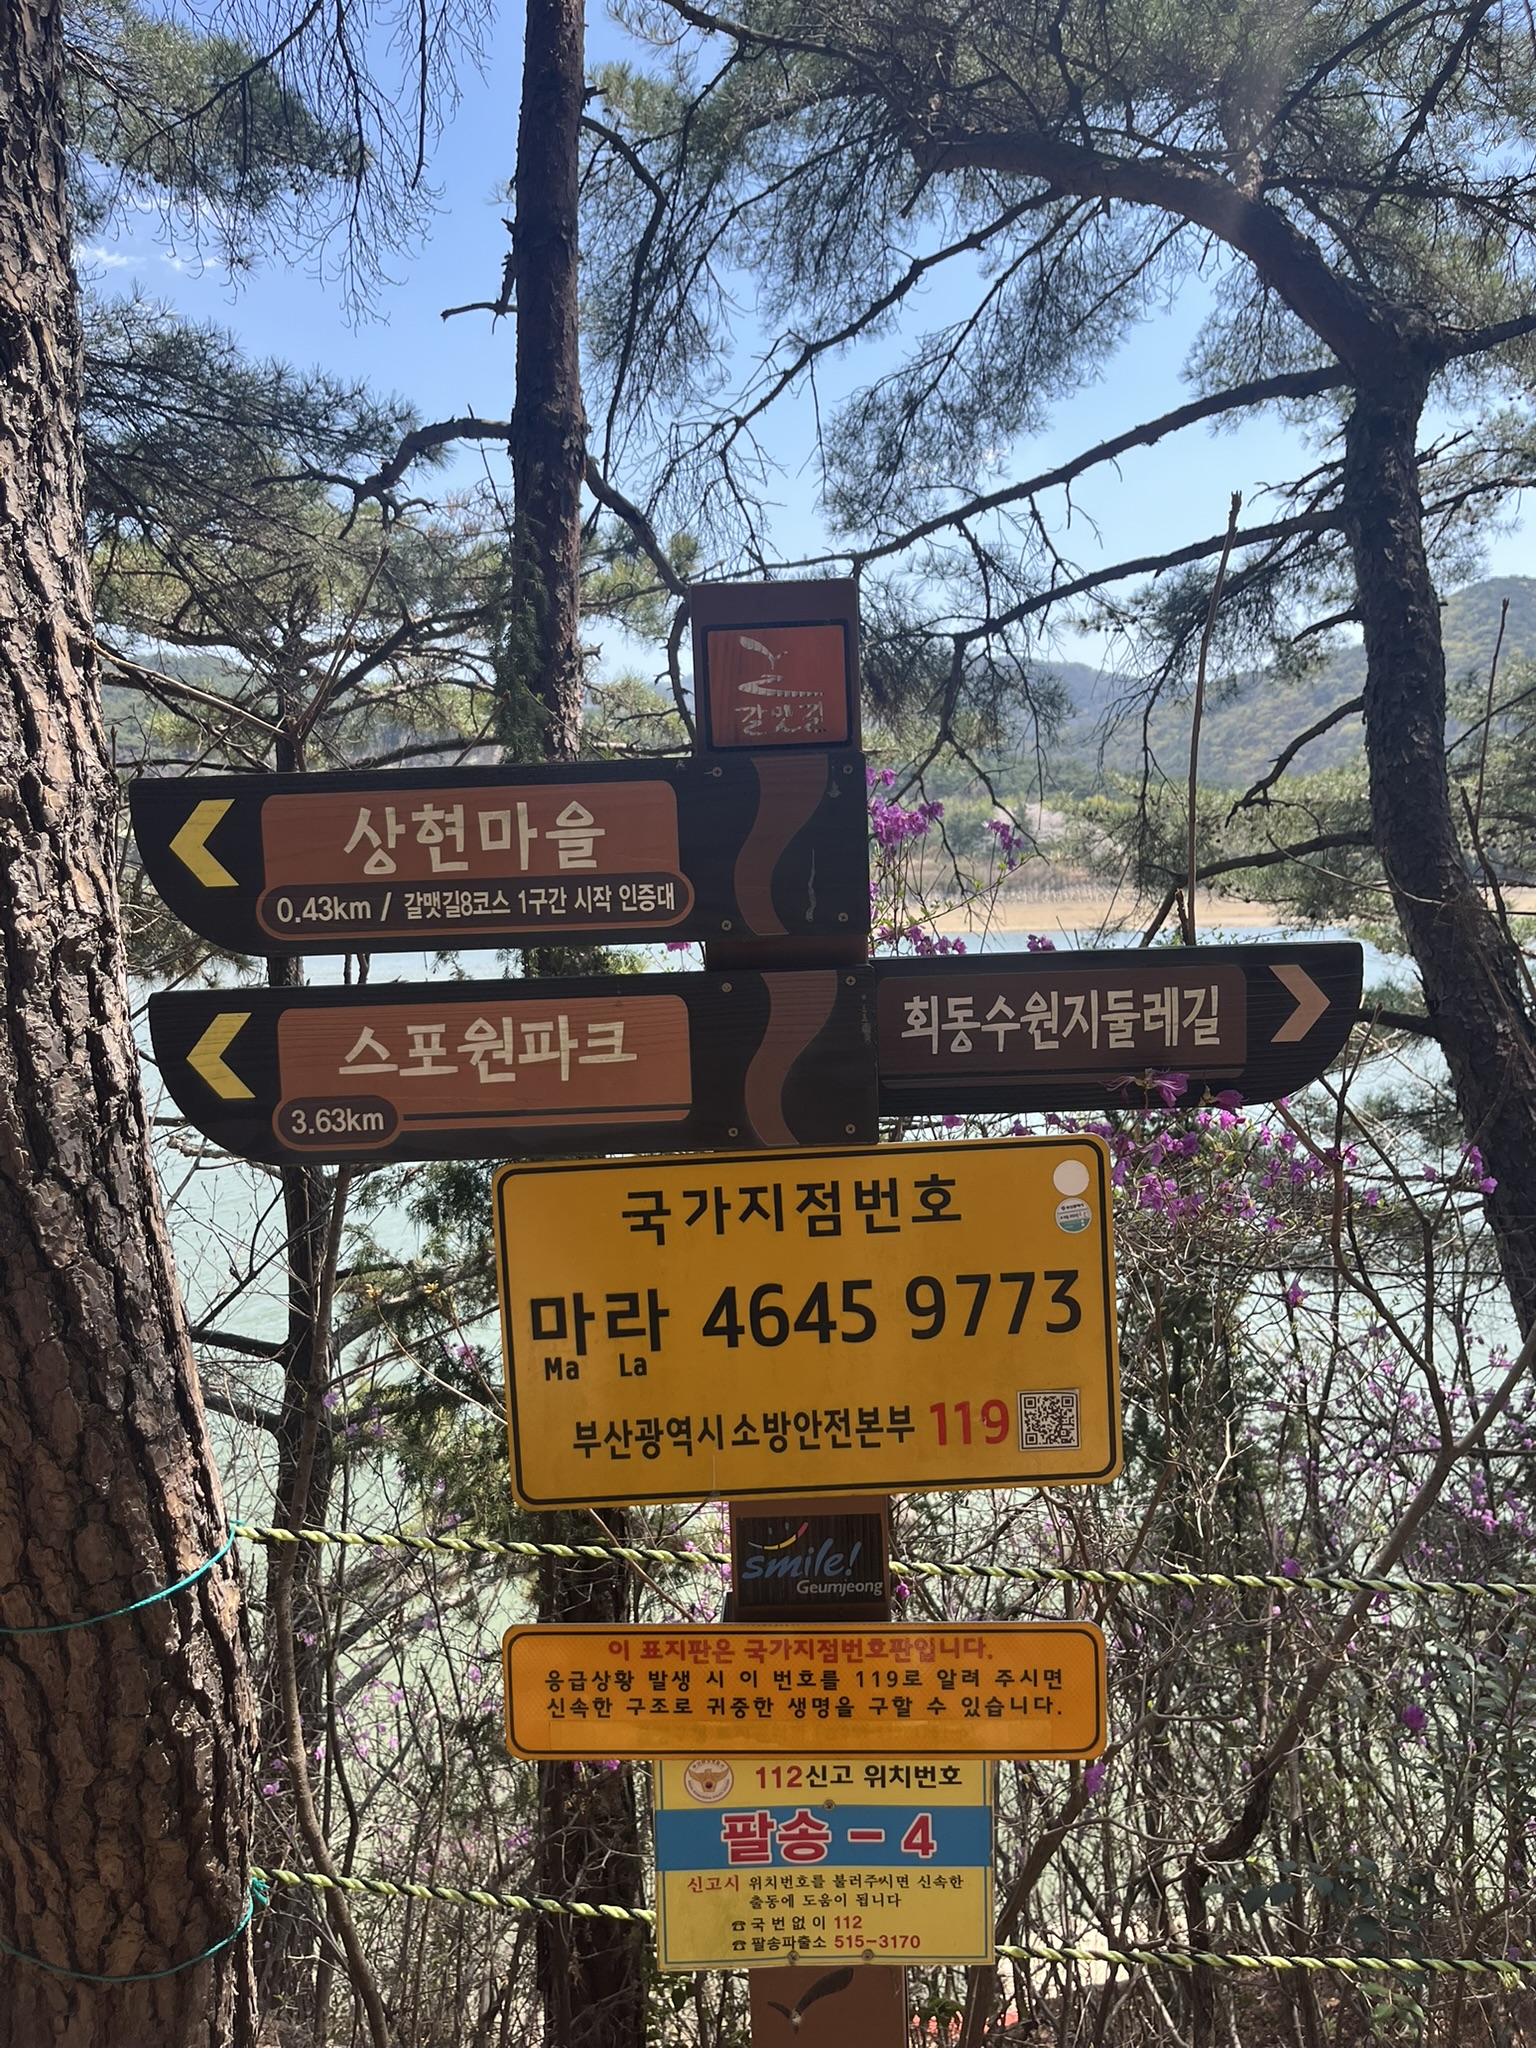 갈맷길
상현마을
0.43km / 갈맷길8코스 1구간 시작 인증대
스포원파크
3.63km
회동수원지둘레길
국가지점번호
마라 4645 9773
Ma La
부산광역시소방안전본부 119
smile!
Geumjeong
이 표지판은 국가지점번호판입니다.
응급상황 발생 시 이 번호를 119로 알려 주시면
신속한 구조로 귀중한 생명을 구할 수 있습니다.
112신고 위치번호
팔송 - 4
신고시 위치번호를 불러주시면 신속한
출동에 도움이 됩니다
☎국번없이 112
☎팔송파출소 515-3170